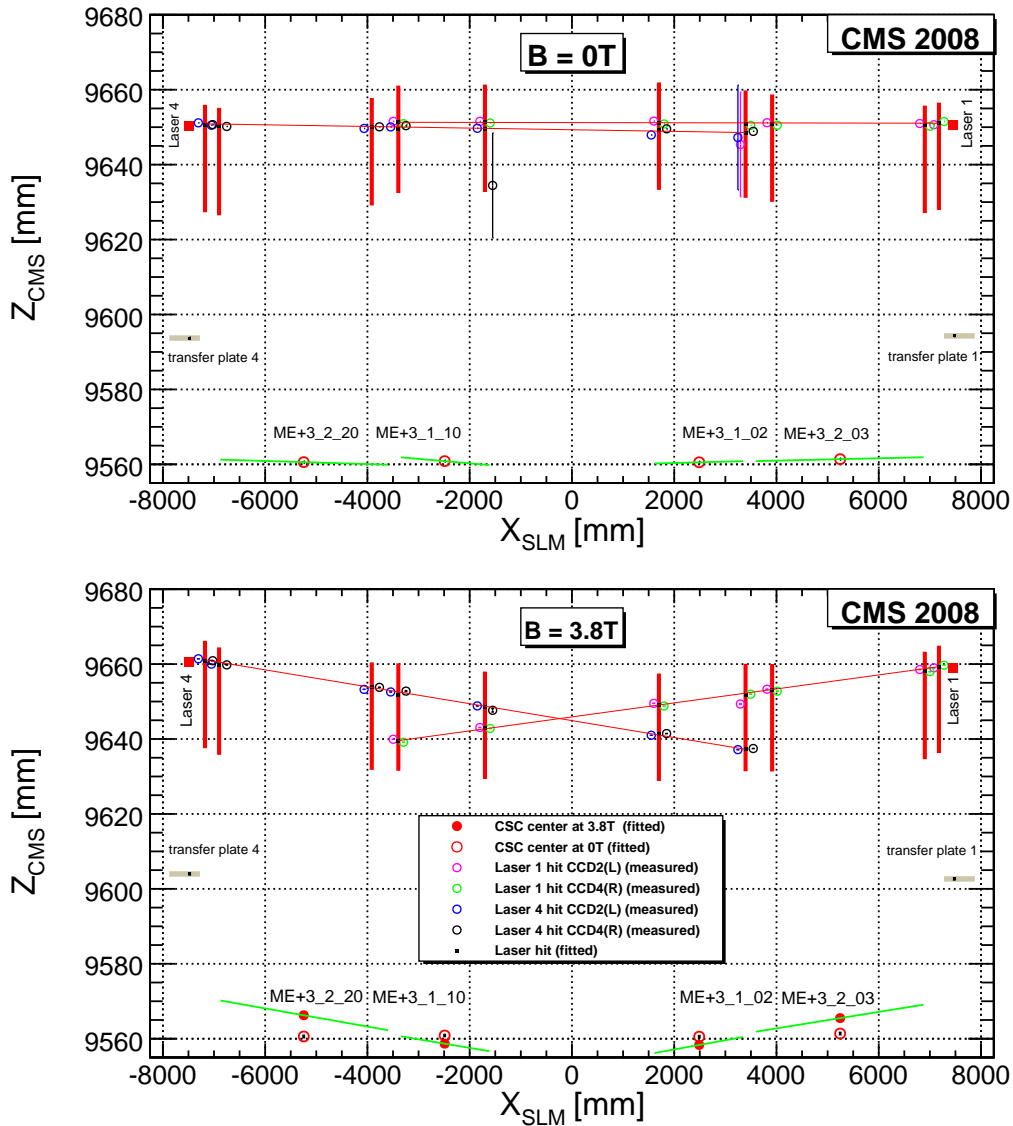 B = 0T
CMS 2008
9680
9660
9640
9620
9600
9580
9560
Z_CMS [mm]
Laser 4
Laser 1
transfer plate 4
transfer plate 1
ME+3_2_20
ME+3_1_10
ME+3_1_02
ME+3_2_03
-8000 -6000 -4000 -2000 0 2000 4000 6000 8000
X_SLM [mm]
B = 3.8T
CMS 2008
9680
9660
9640
9620
9600
9580
9560
Z_CMS [mm]
Laser 4
Laser 1
transfer plate 4
transfer plate 1
CSC center at 3.8T (fitted)
CSC center at 0T (fitted)
Laser 1 hit CCD2(L) (measured)
Laser 1 hit CCD4(R) (measured)
Laser 4 hit CCD2(L) (measured)
Laser 4 hit CCD4(R) (measured)
Laser hit (fitted)
ME+3_2_20
ME+3_1_10
ME+3_1_02
ME+3_2_03
-8000 -6000 -4000 -2000 0 2000 4000 6000 8000
X_SLM [mm]